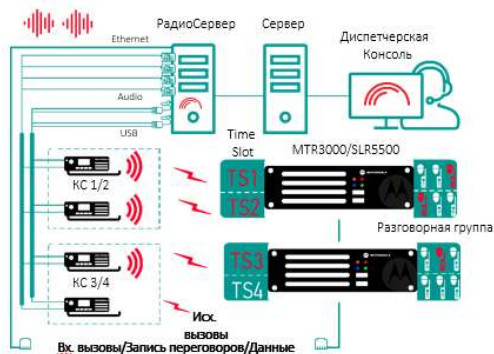 РадиоСервер
Сервер
Ethernet
Диспетчерская
Консоль
Audio
USB
Time
Slot
MTR3000/SLR5500
КС 1/2
TS1
TS2
Разговорная группа
КС 3/4
TS3
TS4
Исх.
вызовы
Вх. вызовы/Запись переговоров/Данные